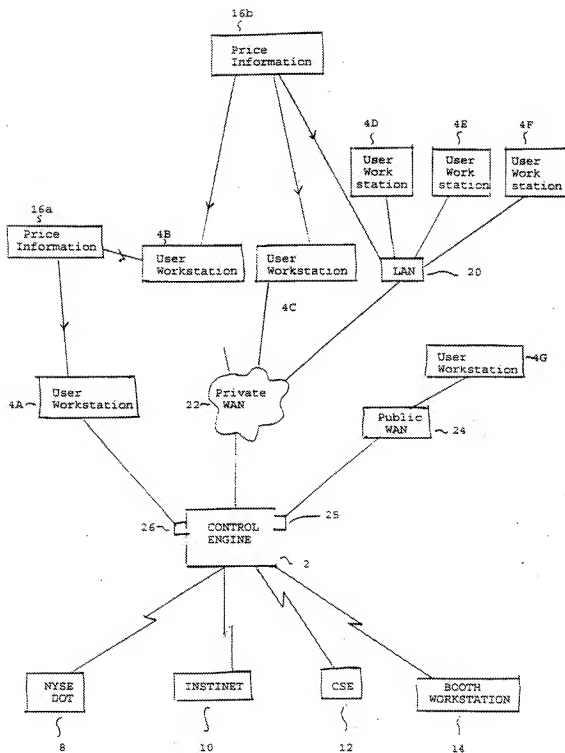 16b
Price
Information
4D
4E
4F
User
Work
station
User
Work
station
User
Work
station
16a
Price
Information
4B
User
Workstation
User
Workstation
LAN
20
4C
User
Workstation
4G
4A
User
Workstation
22
Private
WAN
Public
WAN
24
26
CONTROL
ENGINE
25
2
NYSE
DOT
INSTINET
CSE
BOOTH
WORKSTATION
8
10
12
14